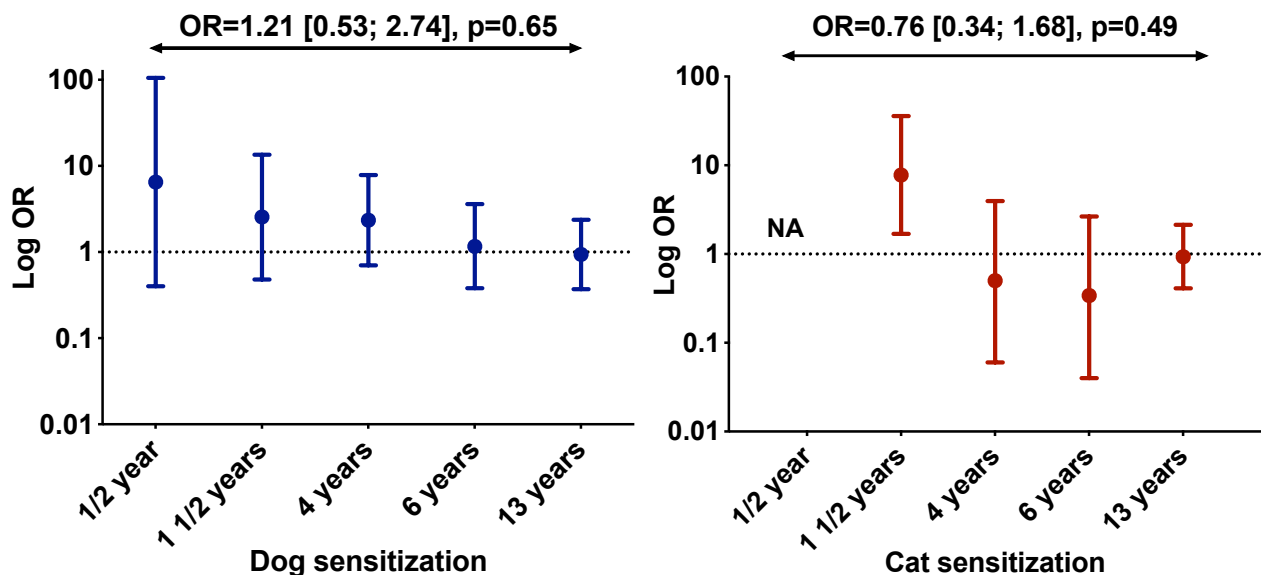 OR=1.21 [0.53; 2.74], p=0.65
Log OR
100
10
1
0.1
0.01
1/2 year
1 1/2 years
4 years
6 years
13 years
Dog sensitization
OR=0.76 [0.34; 1.68], p=0.49
Log OR
100
10
1
0.1
0.01
NA
1/2 year
1 1/2 years
4 years
6 years
13 years
Cat sensitization